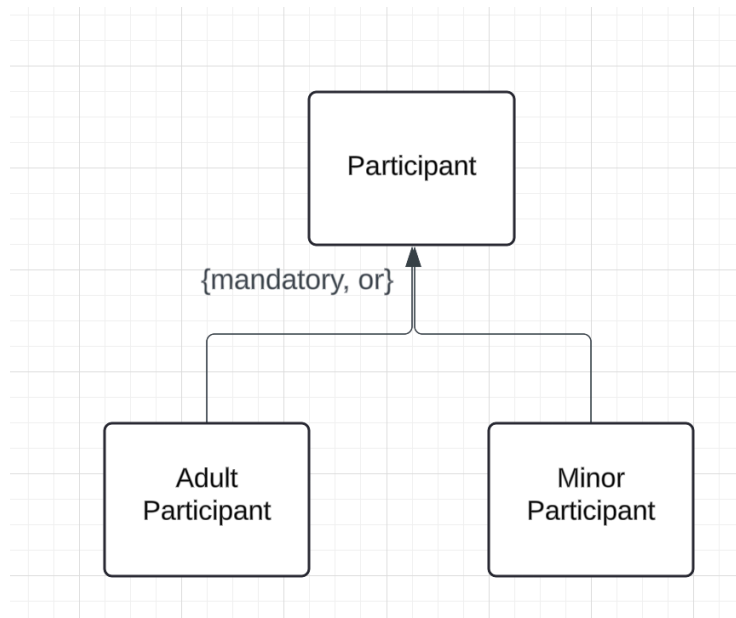 Participant
{mandatory, or}
Adult
Participant
Minor
Participant